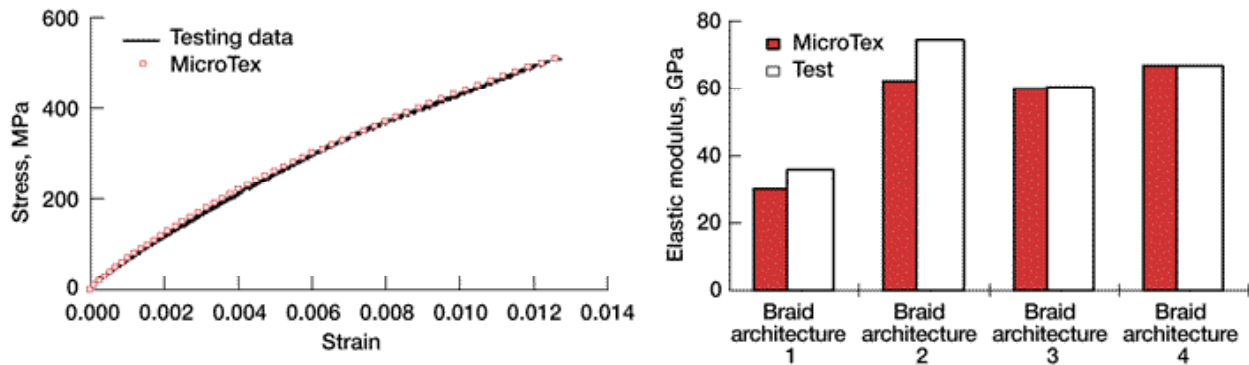 600
400
200
0
Stress, MPa
Testing data
MicroTex
0.000 0.002 0.004 0.006 0.008 0.010 0.012 0.014
Strain
80
60
40
20
0
Elastic modulus, GPa
MicroTex
Test
Braid architecture 1
Braid architecture 2
Braid architecture 3
Braid architecture 4